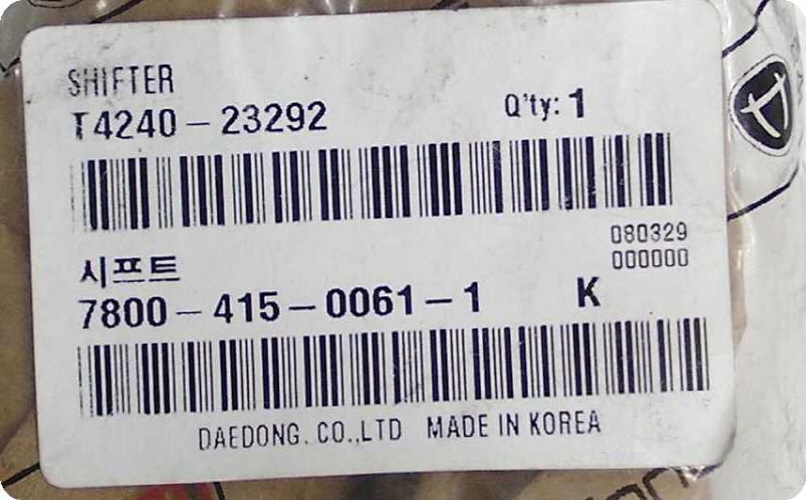 SHIFTER
T4240-23292 Q'ty: 1
시프트 080329
000000
7800-415-0061-1 K
DAEDONG. CO.,LTD MADE IN KOREA